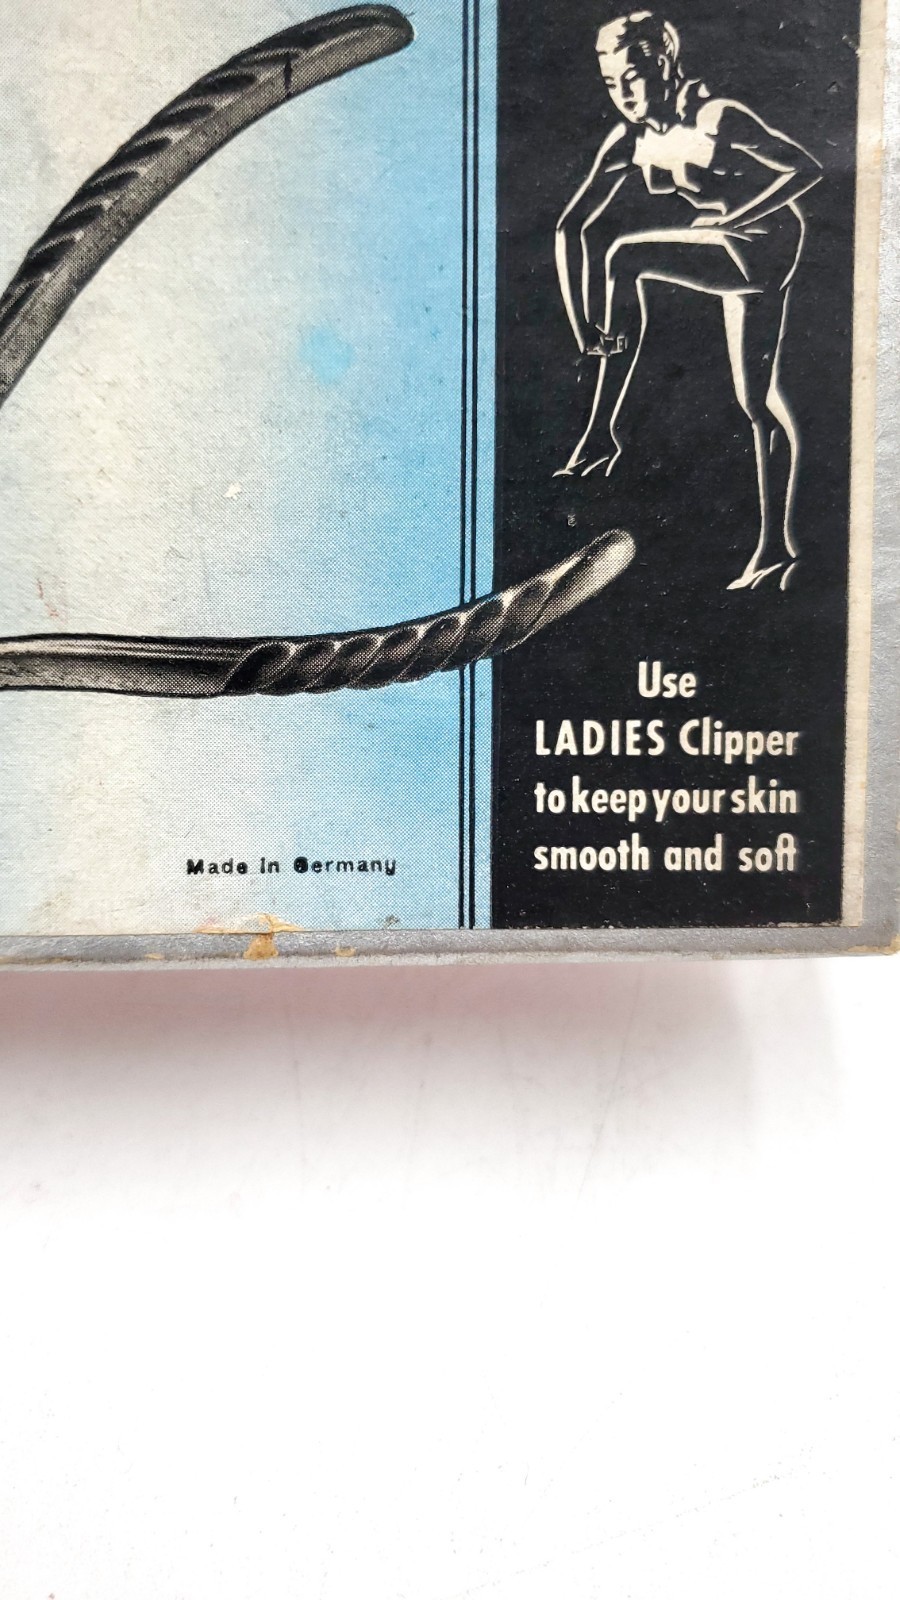 Use
LADIES Clipper
to keep your skin
smooth and soft
Made In Germany